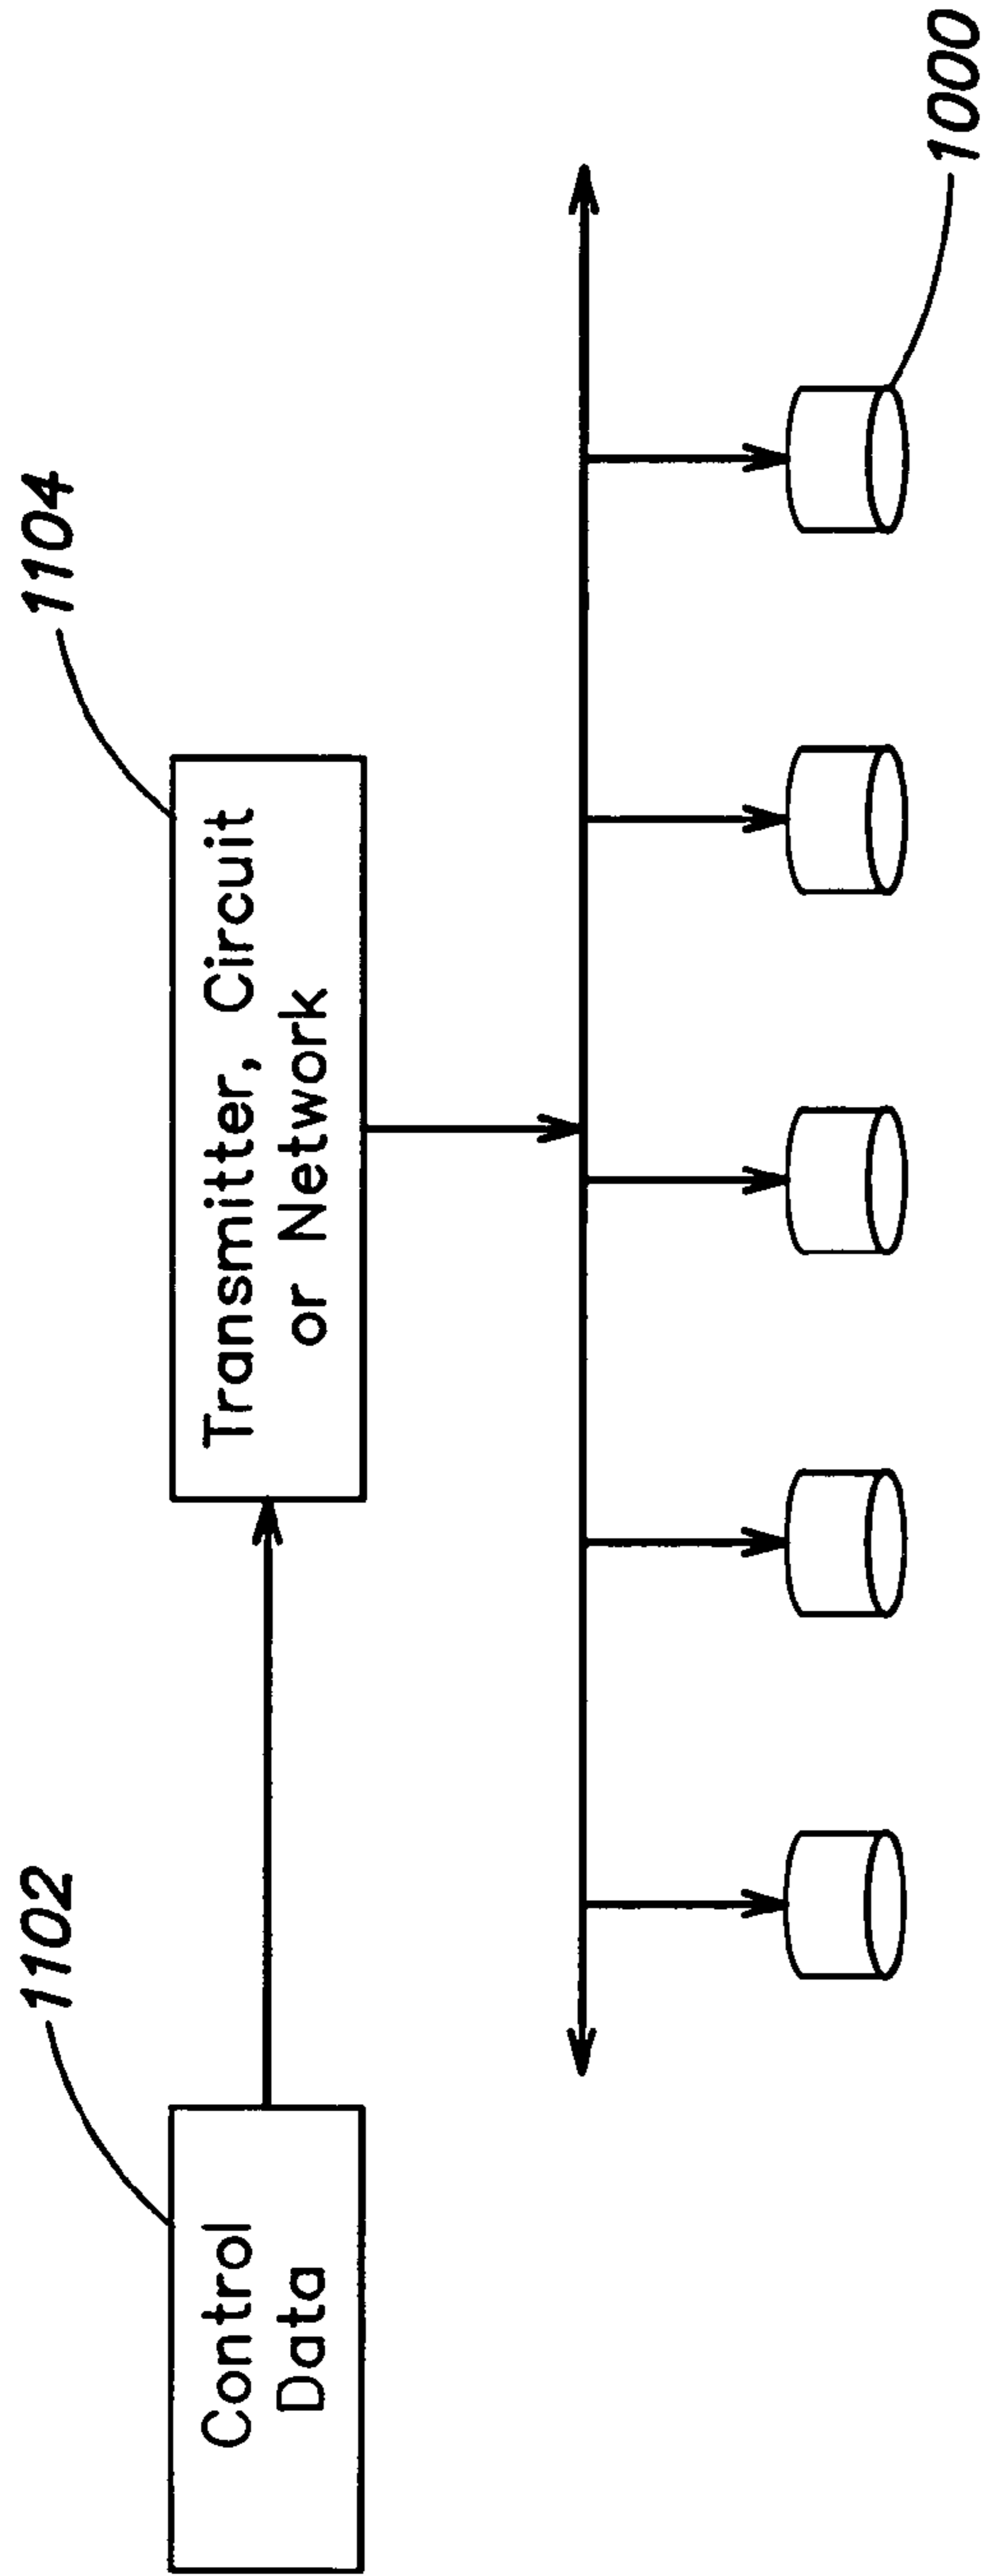 1102
1104
Control
Data
Transmitter, Circuit
or Network
1000